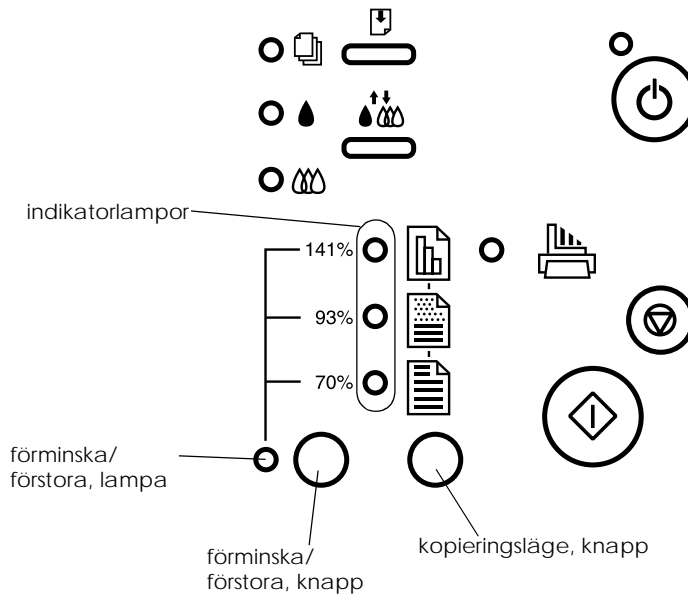 indikatorlampor
141%
93%
70%
förminska/
förstora, lampa
förminska/
förstora, knapp
kopieringsläge, knapp